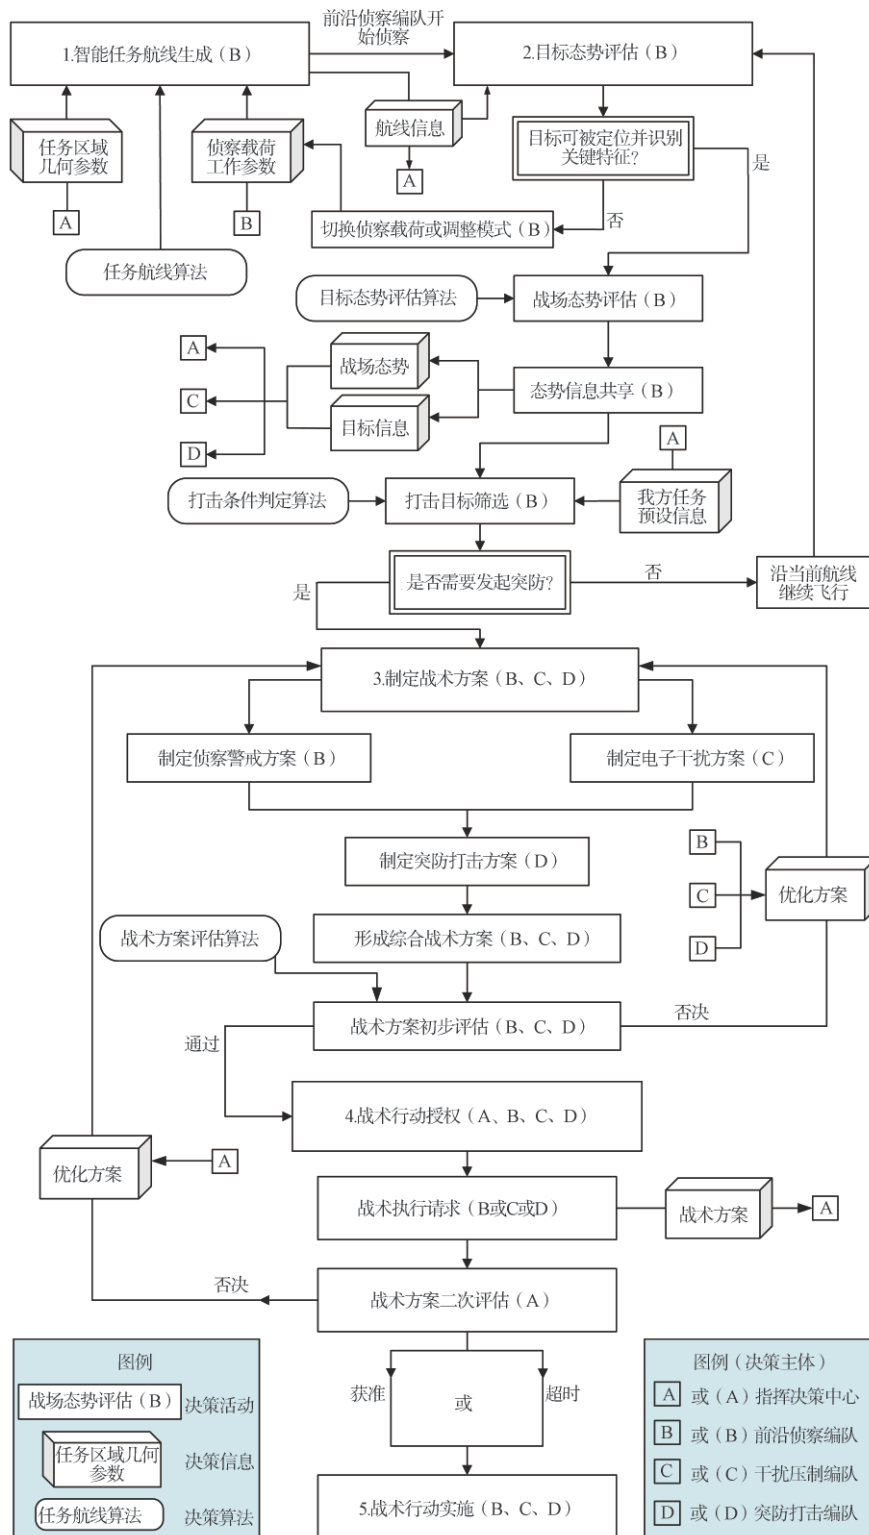 前沿侦察编队开
始侦察
1.智能任务航线生成（B）
2.目标态势评估（B）
任务区域
几何参数
侦察载荷
工作参数
航线信息
目标可被定位并识别
关键特征？
是
A
A
B
切换侦察载荷或调整模式（B）
否
任务航线算法
目标态势评估算法
战场态势评估（B）
A
战场态势
C
态势信息共享（B）
目标信息
A
D
打击条件判定算法
打击目标筛选（B）
我方任务
预设信息
是否需要发起突防？
否
沿当前航线
继续飞行
是
3.制定战术方案（B、C、D）
制定侦察警戒方案（B）
制定电子干扰方案（C）
B
制定突防打击方案（D）
C
优化方案
战术方案评估算法
形成综合战术方案（B、C、D）
D
战术方案初步评估（B、C、D）
否决
通过
4.战术行动授权（A、B、C、D）
优化方案
A
战术执行请求（B或C或D）
战术方案
A
否决
战术方案二次评估（A）
获准
或
超时
5.战术行动实施（B、C、D）
图例
战场态势评估（B）
决策活动
任务区域几何
参数
决策信息
任务航线算法
决策算法
图例（决策主体）
A 或（A）指挥决策中心
B 或（B）前沿侦察编队
C 或（C）干扰压制编队
D 或（D）突防打击编队